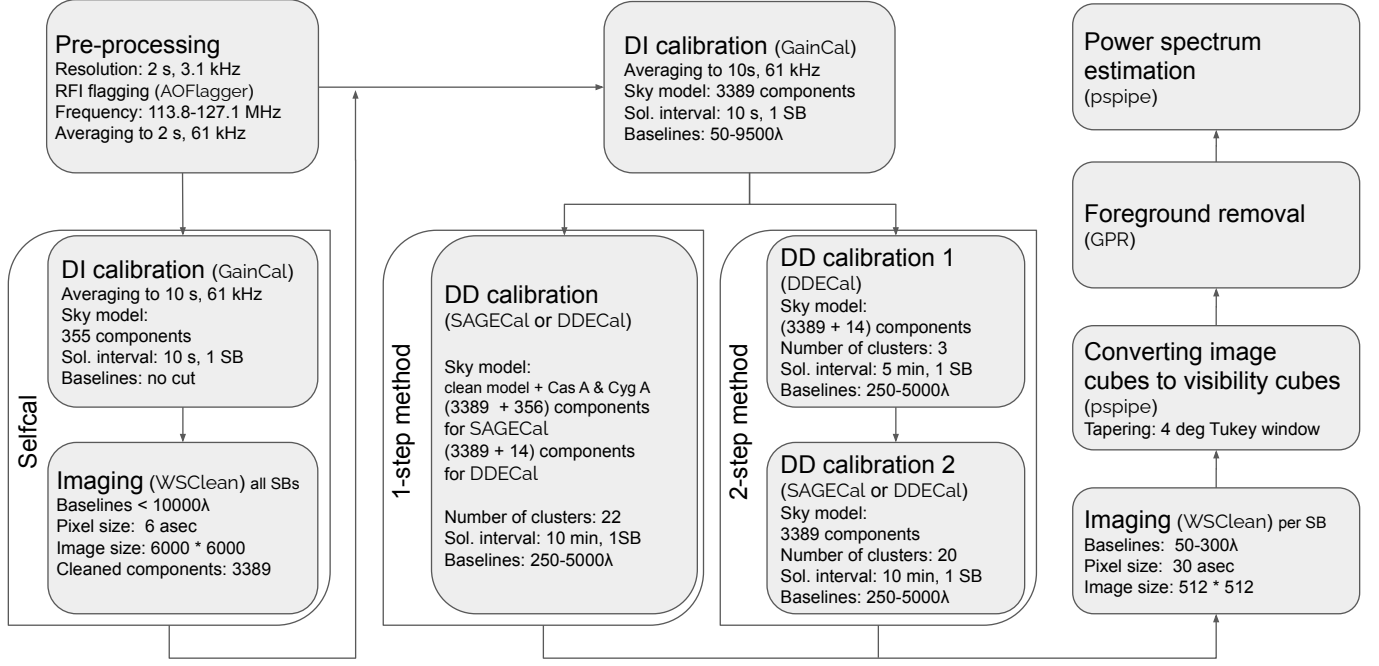 Pre-processing
Resolution: 2 s, 3.1 kHz
RFI flagging (AOFlagger)
Frequency: 113.8-127.1 MHz
Averaging to 2 s, 61 kHz
Selfcal
DI calibration (GainCal)
Averaging to 10 s, 61 kHz
Sky model:
355 components
Sol. interval: 10 s, 1 SB
Baselines: no cut
Imaging (WSClean) all SBs
Baselines < 10000λ
Pixel size: 6 asec
Image size: 6000 * 6000
Cleaned components: 3389
DI calibration (GainCal)
Averaging to 10s, 61 kHz
Sky model: 3389 components
Sol. interval: 10 s, 1 SB
Baselines: 50-9500λ
1-step method
DD calibration
(SAGECal or DDECal)
Sky model:
clean model + Cas A & Cyg A
(3389 + 356) components
for SAGECal
(3389 + 14) components
for DDECal
Number of clusters: 22
Sol. interval: 10 min, 1SB
Baselines: 250-5000λ
2-step method
DD calibration 1
(DDECal)
Sky model:
(3389 + 14) components
Number of clusters: 3
Sol. interval: 5 min, 1 SB
Baselines: 250-5000λ
DD calibration 2
(SAGECal or DDECal)
Sky model:
3389 components
Number of clusters: 20
Sol. interval: 10 min, 1 SB
Baselines: 250-5000λ
Power spectrum
estimation
(pspipe)
Foreground removal
(GPR)
Converting image
cubes to visibility cubes
(pspipe)
Tapering: 4 deg Tukey window
Imaging (WSClean) per SB
Baselines: 50-300λ
Pixel size: 30 asec
Image size: 512 * 512